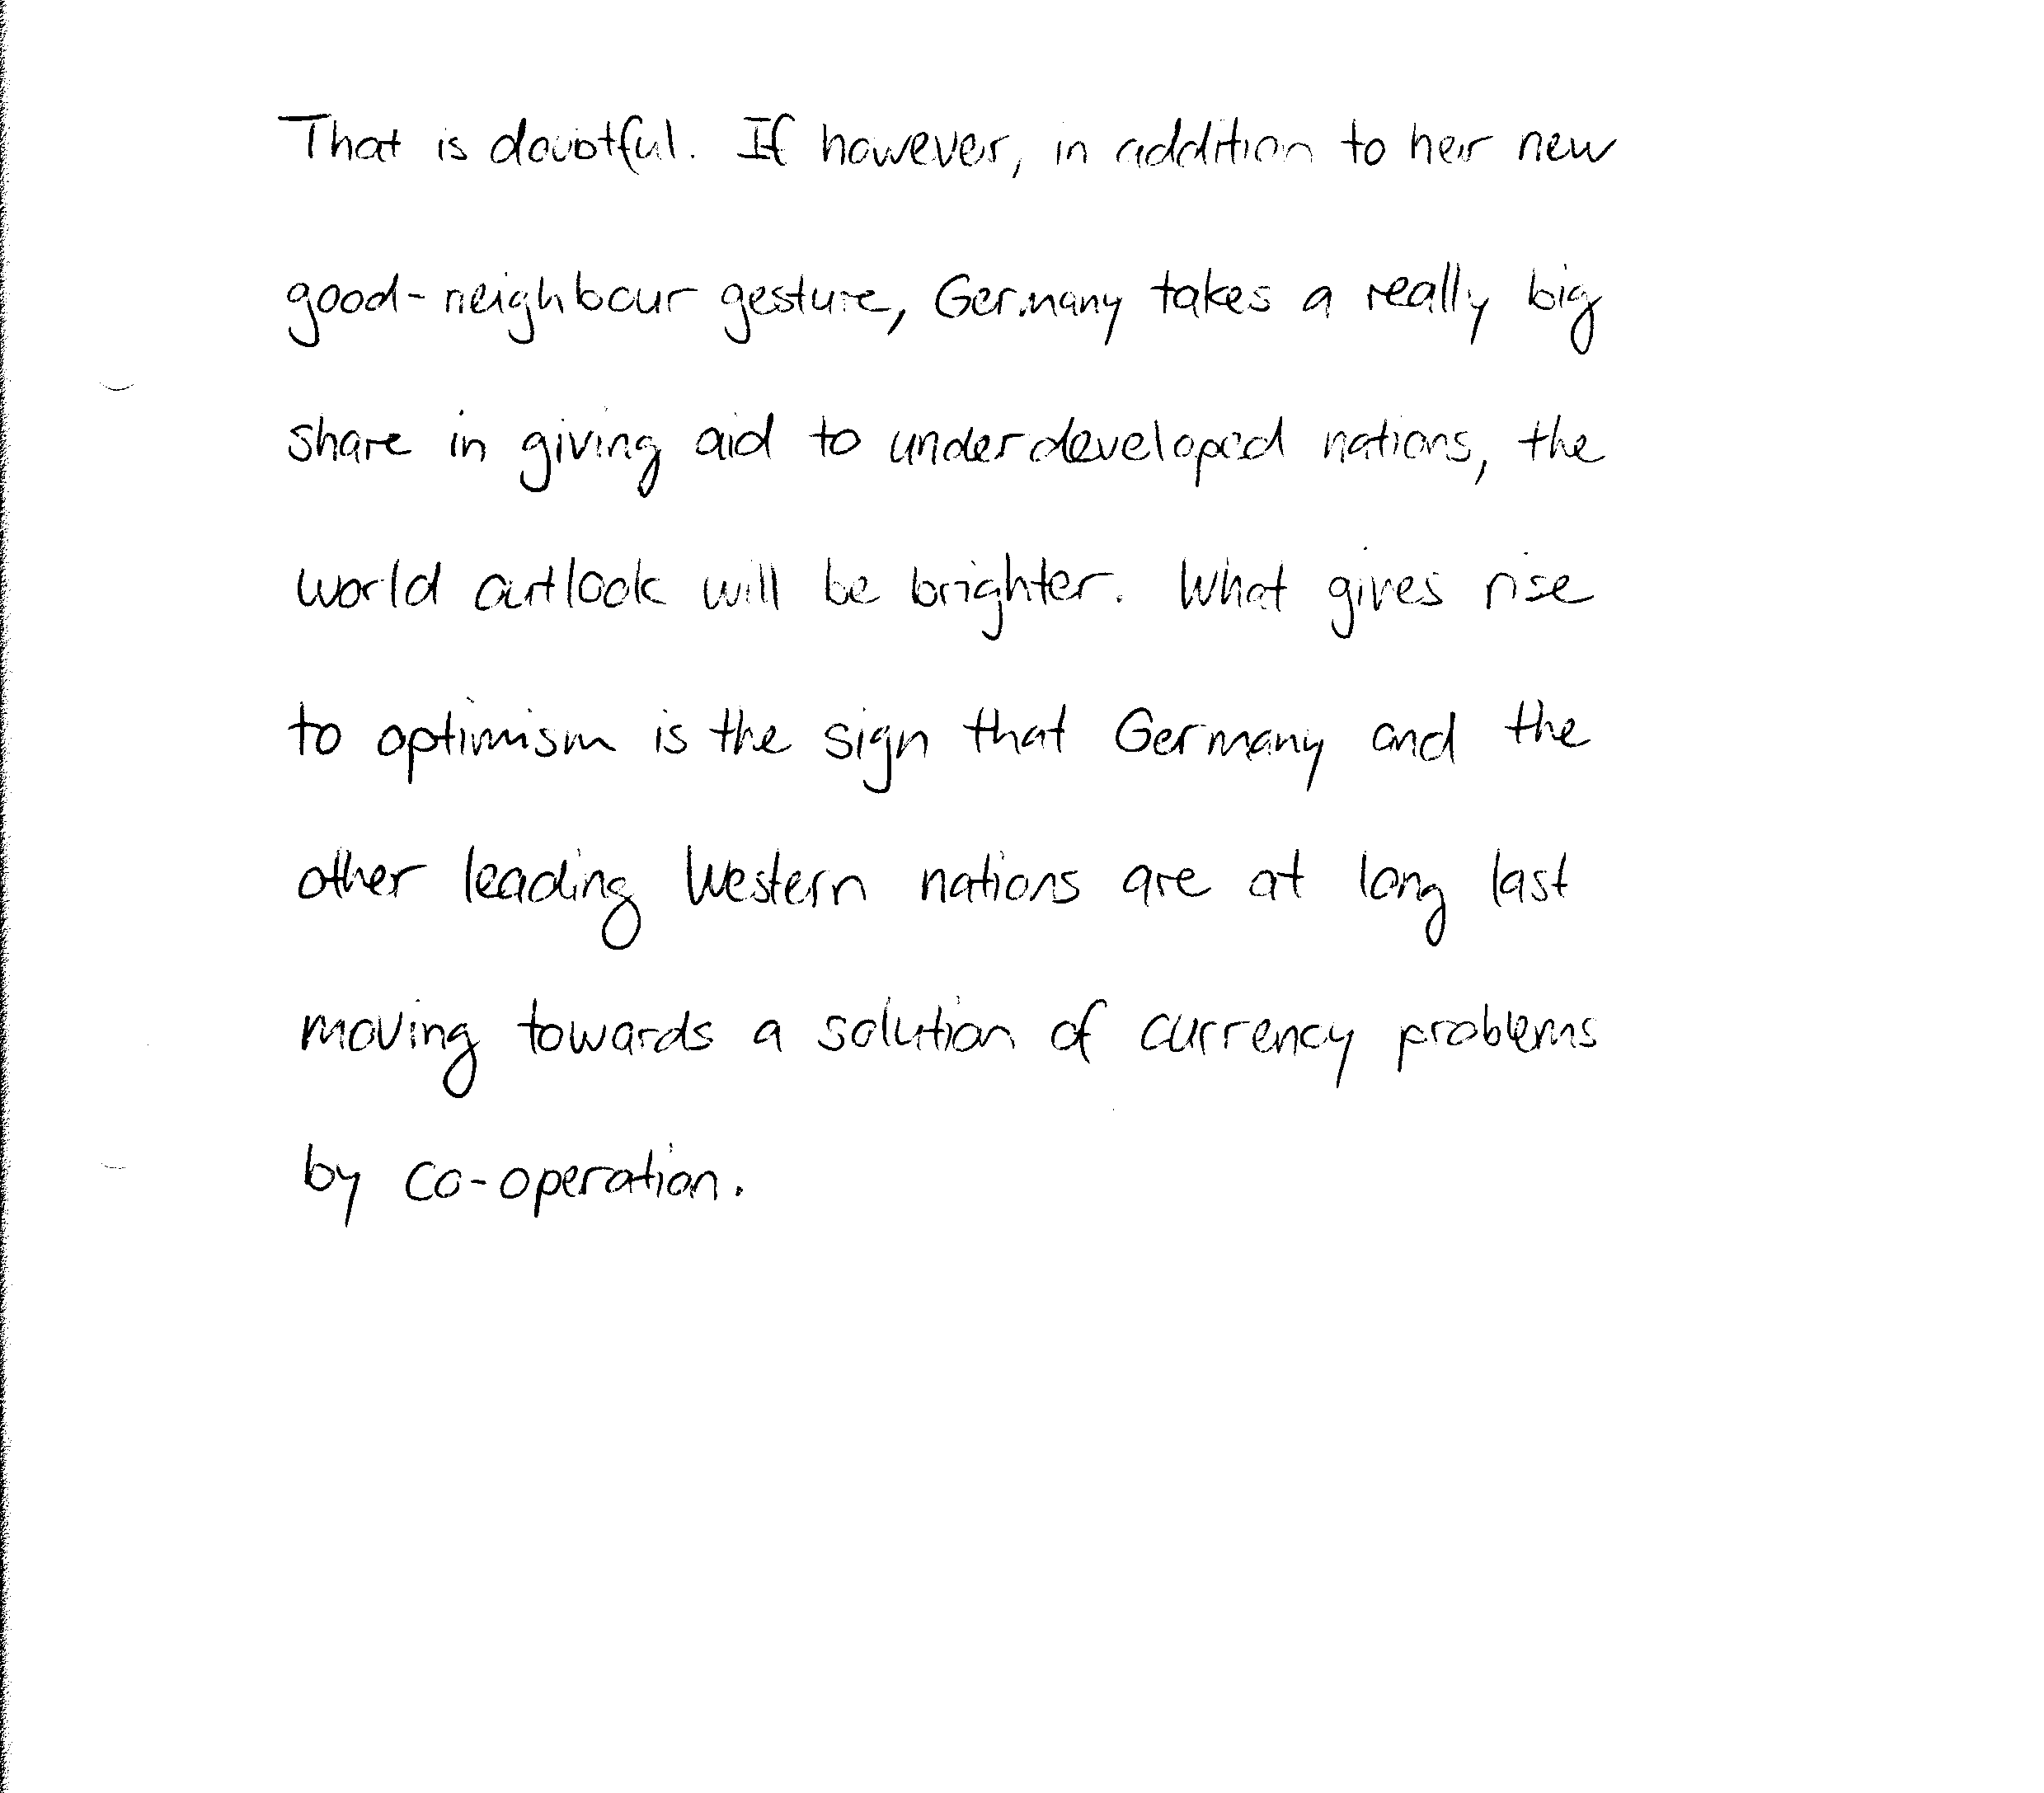 That is doubtful. If however, in addition to her new
good-neighbour gesture, Germany takes a really big
share in giving aid to underdeveloped nations, the
world outlook will be brighter. What gives rise
to optimism is the sign that Germany and the
other leading Western nations are at long last
moving towards a solution of currency problems
by co-operation.